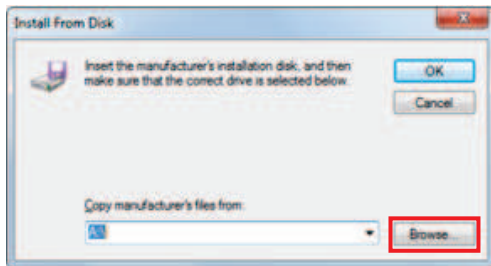 Install From Disk
Insert the manufacturer's installation disk, and then
make sure that the correct drive is selected below.
OK
Cancel
Copy manufacturer's files from:
A:\
Browse...